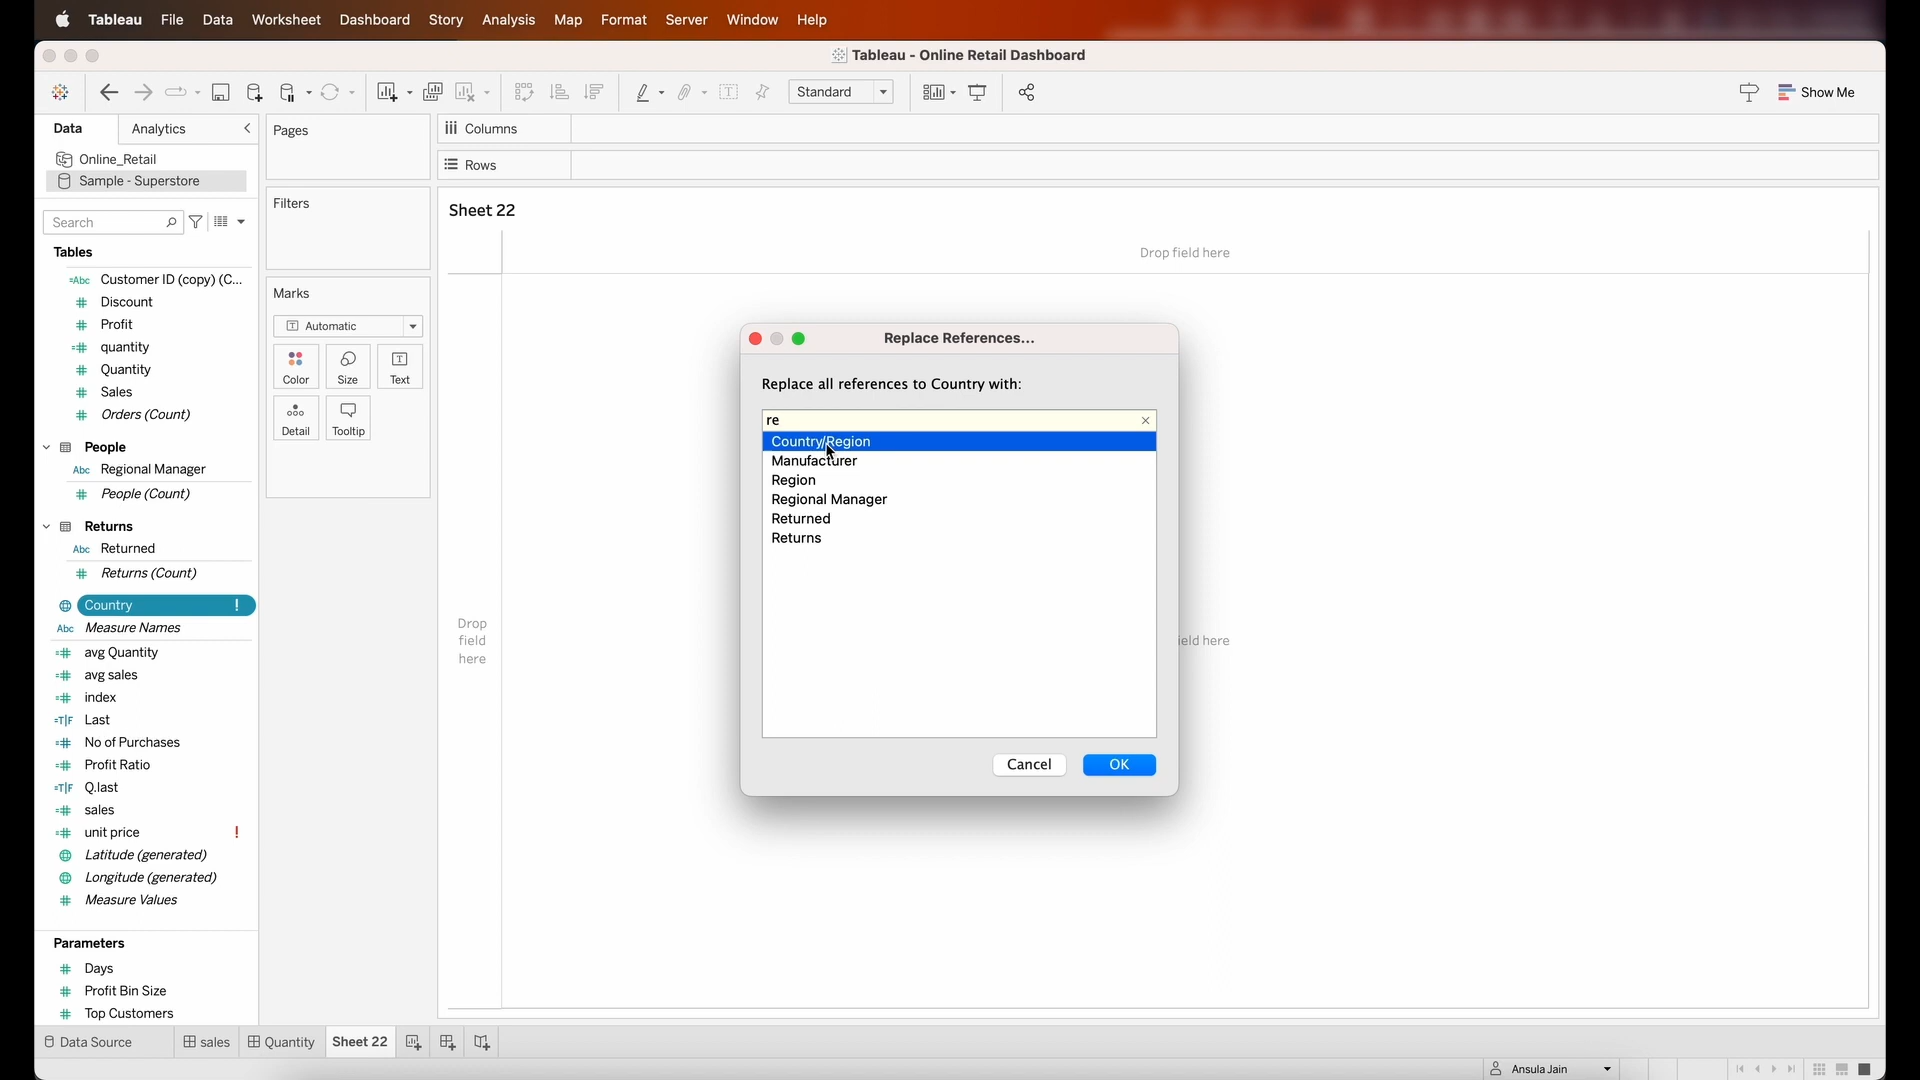 Tableau File Data Worksheet Dashboard Story Analysis Map Format Server Window Help
Tableau - Online Retail Dashboard
Standard
Show Me
Data Analytics
Online_Retail
Sample - Superstore
Search
Tables
=Abc Customer ID (copy) (C...
# Discount
# Profit
=# quantity
# Quantity
# Sales
# Orders (Count)
People
Abc Regional Manager
# People (Count)
Returns
Abc Returned
# Returns (Count)
Country !
Abc Measure Names
=# avg Quantity
=# avg sales
=# index
=T|F Last
=# No of Purchases
=# Profit Ratio
=T|F Q.last
=# sales
=# unit price !
Latitude (generated)
Longitude (generated)
# Measure Values
Parameters
# Days
# Profit Bin Size
# Top Customers
Pages
Filters
Marks
T Automatic
Color
Size
T Text
Detail
Tooltip
Columns
Rows
Sheet 22
Drop field here
Drop
field
here
ield here
Replace References...
Replace all references to Country with:
re
Country/Region
Manufacturer
Region
Regional Manager
Returned
Returns
Cancel OK
Data Source sales Quantity Sheet 22
Ansula Jain